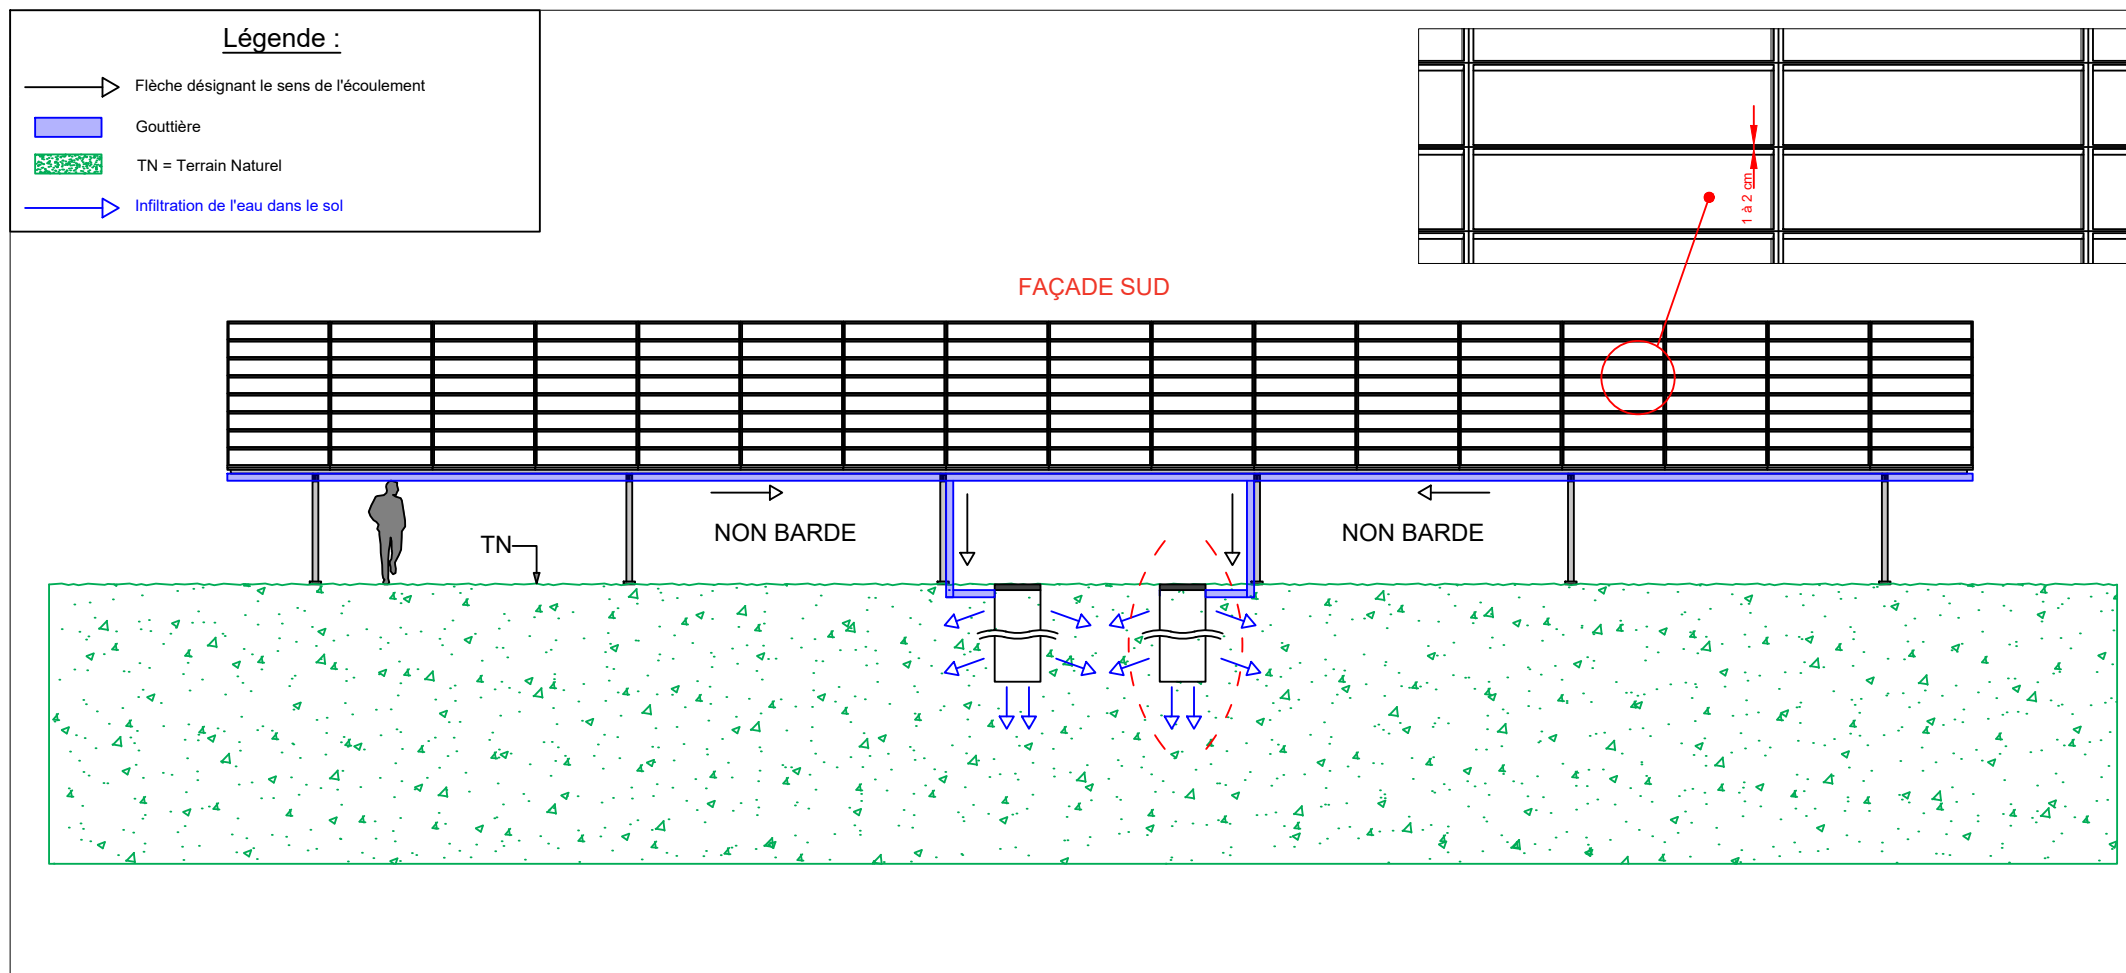 Légende :
Flèche désignant le sens de l'écoulement
Gouttière
TN = Terrain Naturel
Infiltration de l'eau dans le sol
1 à 2 cm
FAÇADE SUD
NON BARDE
NON BARDE
TN